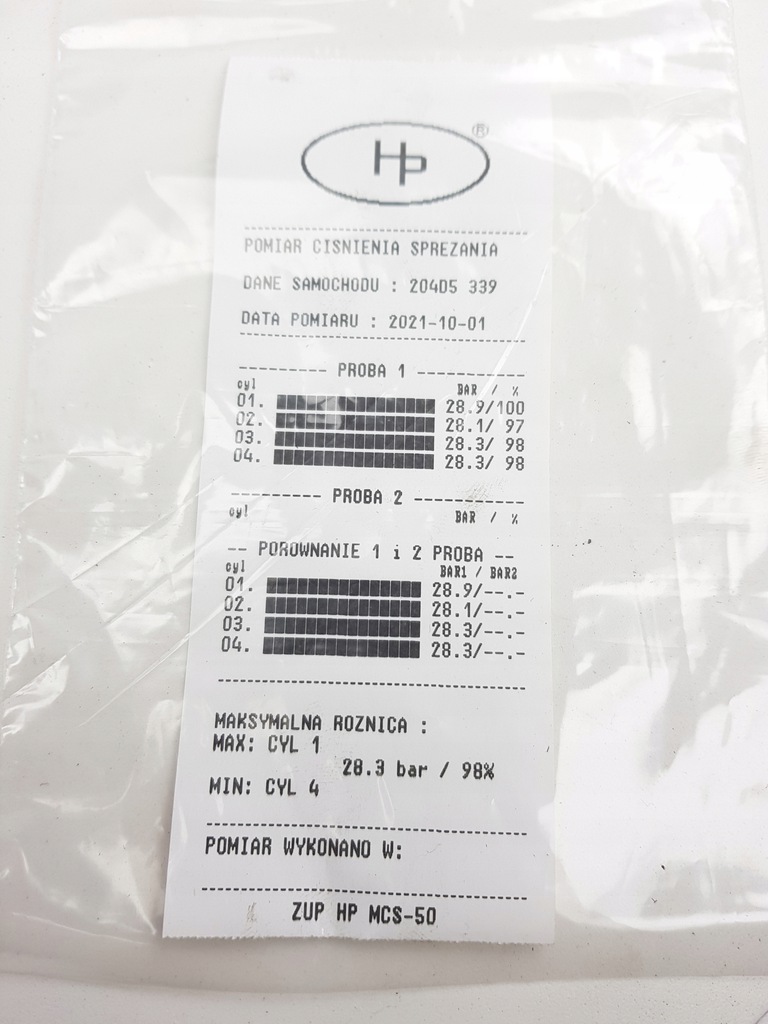 HP ®
POMIAR CISNIENIA SPREZANIA
DANE SAMOCHODU : 204D5 339
DATA POMIARU : 2021-10-01
--------- PROBA 1 ------------
cyl BAR / %
01. 28.9/100
02. 28.1/ 97
03. 28.3/ 98
04. 28.3/ 98
--------- PROBA 2 ------------
cyl BAR / %
-- POROWNANIE 1 i 2 PROBA --
cyl BAR1 / BAR2
01. 28.9/--.-
02. 28.1/--.-
03. 28.3/--.-
04. 28.3/--.-
MAKSYMALNA ROZNICA :
MAX: CYL 1
28.3 bar / 98%
MIN: CYL 4
POMIAR WYKONANO W:
ZUP HP MCS-50